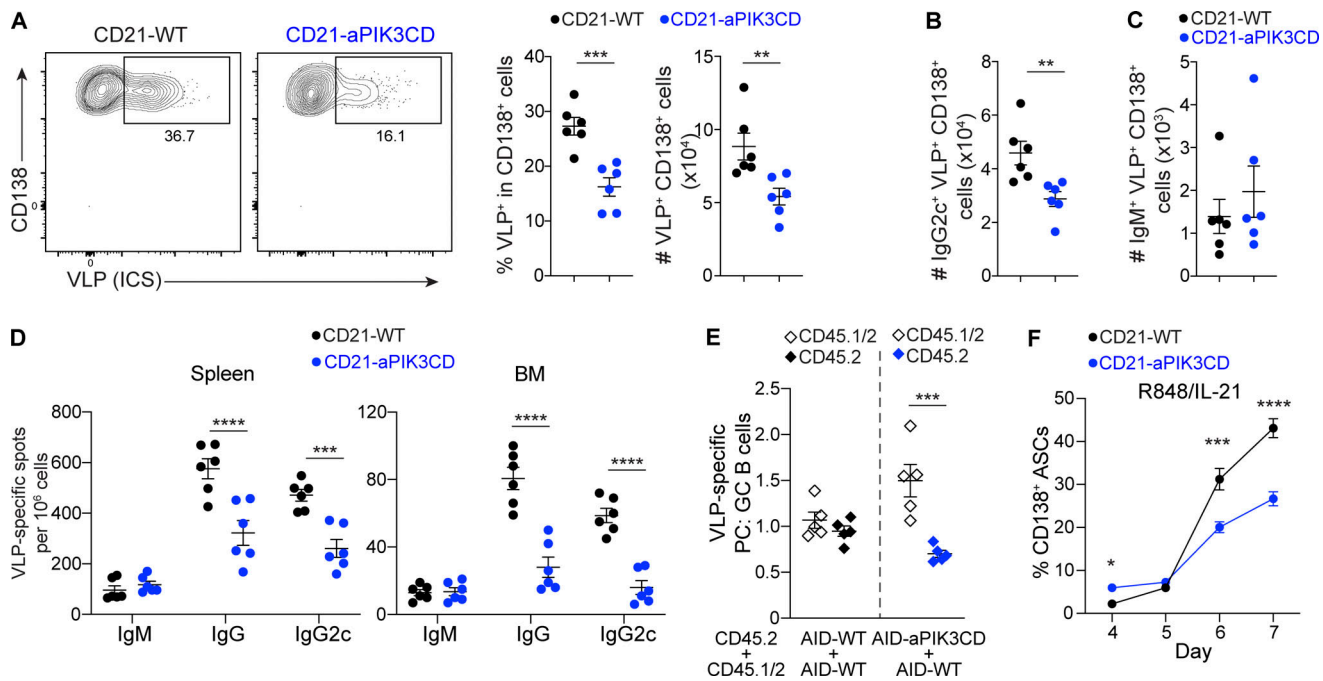 A
CD21-WT
CD21-aPIK3CD
CD138
0
36.7
16.1
0
VLP (ICS)
CD21-WT
CD21-aPIK3CD
% VLP+ in CD138+ cells
40
30
20
10
0
***
# VLP+ CD138+ cells
(x10⁴)
15
10
5
0
**
B
# IgG2c+ VLP+ CD138+
cells (x10⁴)
8
6
4
2
0
**
C
CD21-WT
CD21-aPIK3CD
# IgM+ VLP+ CD138+
cells (x10³)
5
4
3
2
1
0
D
CD21-WT
CD21-aPIK3CD
Spleen
BM
VLP-specific spots
per 10⁶ cells
800
600
400
200
0
****
***
IgM
IgG
IgG2c
120
80
40
0
****
****
IgM
IgG
IgG2c
E
CD45.1/2
CD45.2
CD45.1/2
CD45.2
VLP-specific
PC: GC B cells
2.5
2.0
1.5
1.0
0.5
0
***
CD45.2
+
CD45.1/2
AID-WT
+
AID-WT
AID-aPIK3CD
+
AID-WT
F
CD21-WT
CD21-aPIK3CD
R848/IL-21
% CD138+ ASCs
50
40
30
20
10
0
*
***
****
4
5
6
7
Day